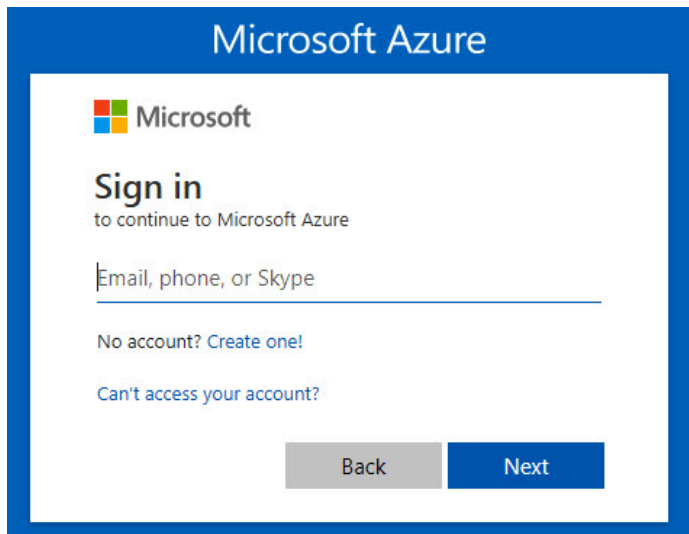 Microsoft Azure
Microsoft
Sign in
to continue to Microsoft Azure
Email, phone, or Skype
No account? Create one!
Can't access your account?
Back Next